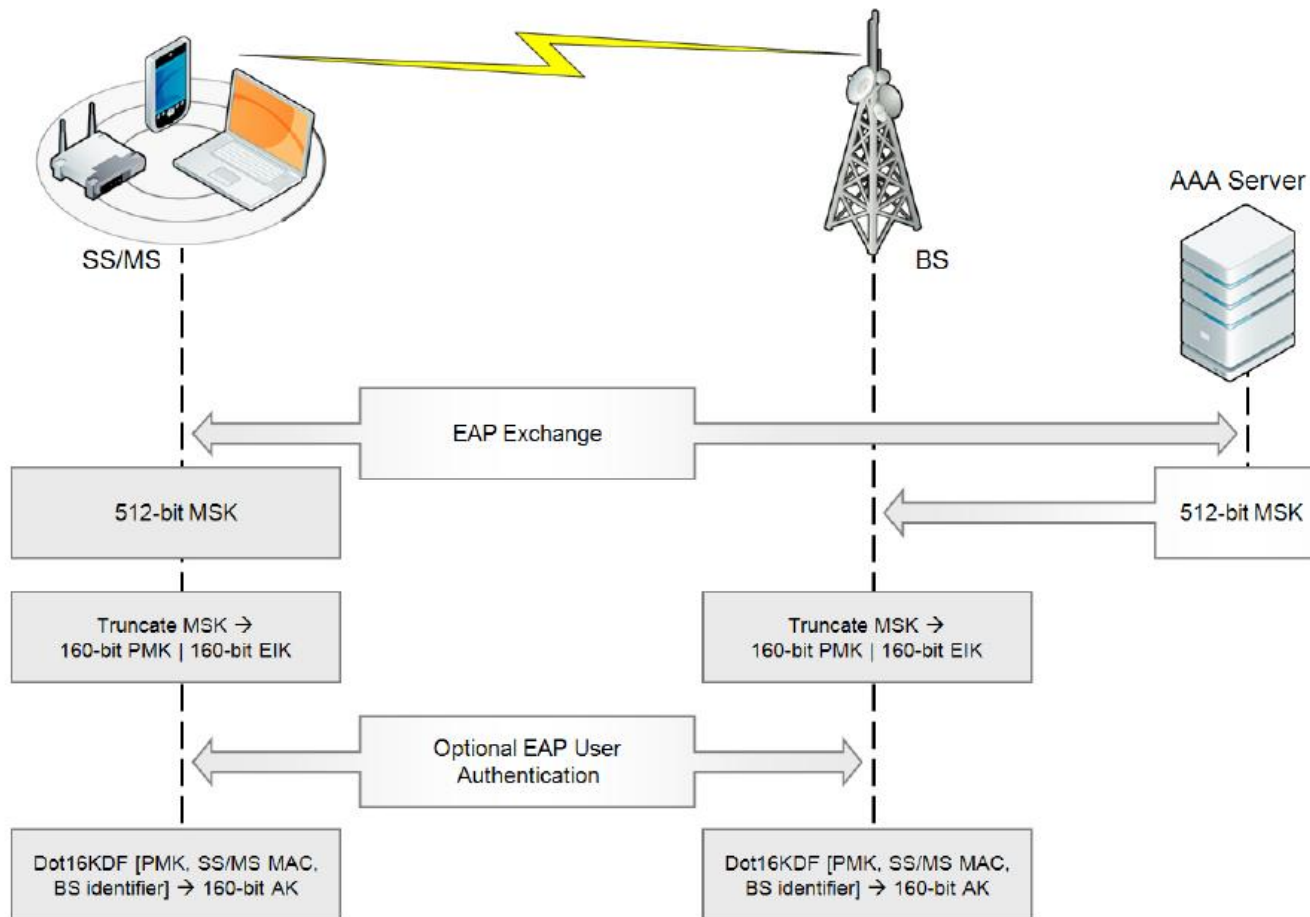 AAA Server
SS/MS
BS
EAP Exchange
512-bit MSK
512-bit MSK
Truncate MSK →
160-bit PMK | 160-bit EIK
Truncate MSK →
160-bit PMK | 160-bit EIK
Optional EAP User
Authentication
Dot16KDF [PMK, SS/MS MAC,
BS identifier] → 160-bit AK
Dot16KDF [PMK, SS/MS MAC,
BS identifier] → 160-bit AK